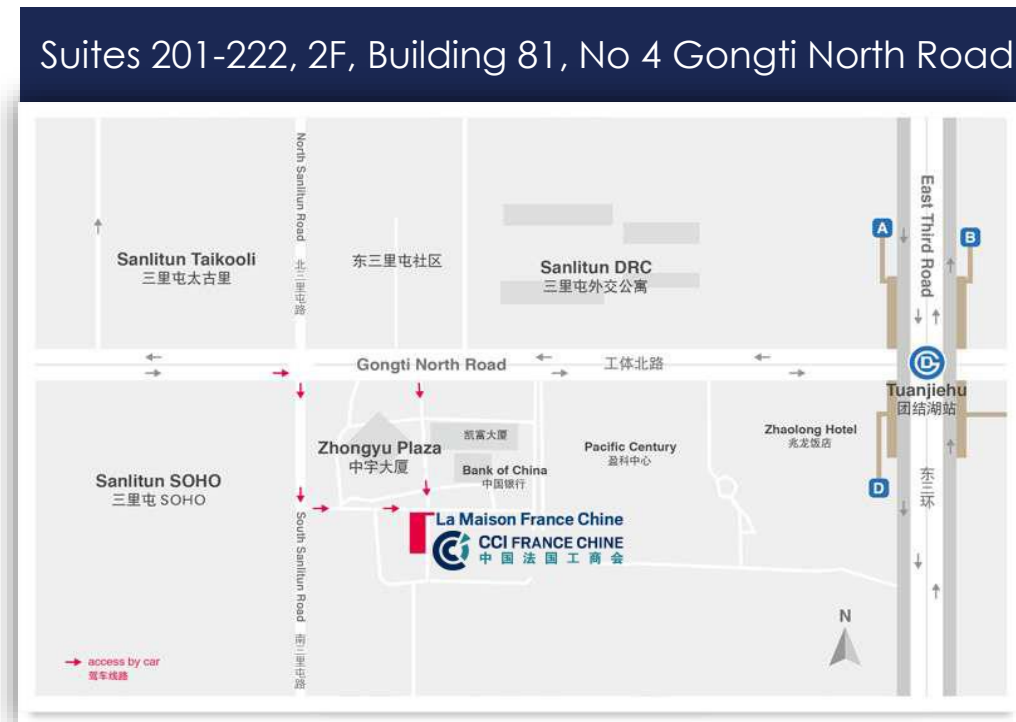 Suites 201-222, 2F, Building 81, No 4 Gongti North Road
North Sanlitun Road
北三里屯路
East Third Road
A
B
Sanlitun Taikooli
三里屯太古里
东三里屯社区
Sanlitun DRC
三里屯外交公寓
Gongti North Road
工体北路
Tuanjiehu
团结湖站
Zhongyu Plaza
中宇大厦
凯富大厦
Bank of China
中国银行
Pacific Century
盈科中心
Zhaolong Hotel
兆龙饭店
Sanlitun SOHO
三里屯 SOHO
D
东三环
La Maison France Chine
CCI FRANCE CHINE
中国法国工商会
South Sanlitun Road
南三里屯路
N
access by car
驾车线路